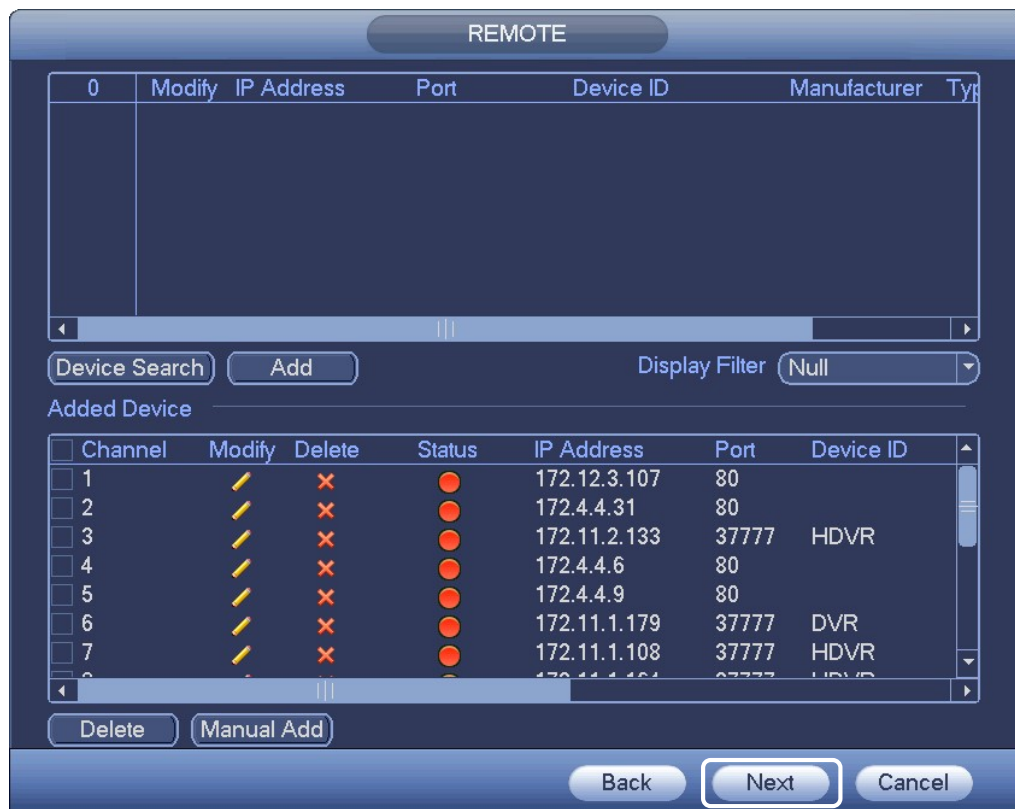 REMOTE
0 Modify IP Address Port Device ID Manufacturer Typ
Device Search Add Display Filter Null
Added Device
Channel Modify Delete Status IP Address Port Device ID
1 172.12.3.107 80
2 172.4.4.31 80
3 172.11.2.133 37777 HDVR
4 172.4.4.6 80
5 172.4.4.9 80
6 172.11.1.179 37777 DVR
7 172.11.1.108 37777 HDVR
Delete Manual Add
Back Next Cancel